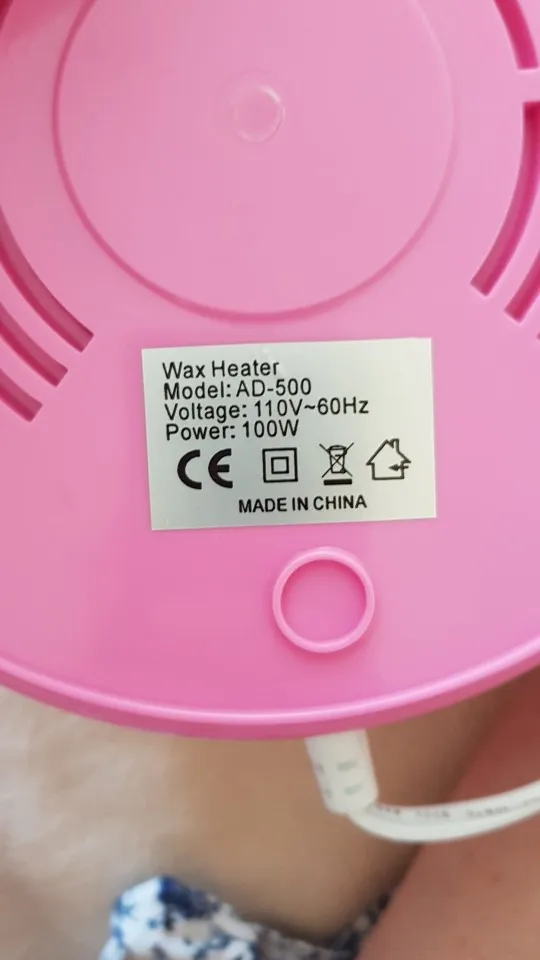 Wax Heater
Model: AD-500
Voltage: 110V~60Hz
Power: 100W
CE
MADE IN CHINA